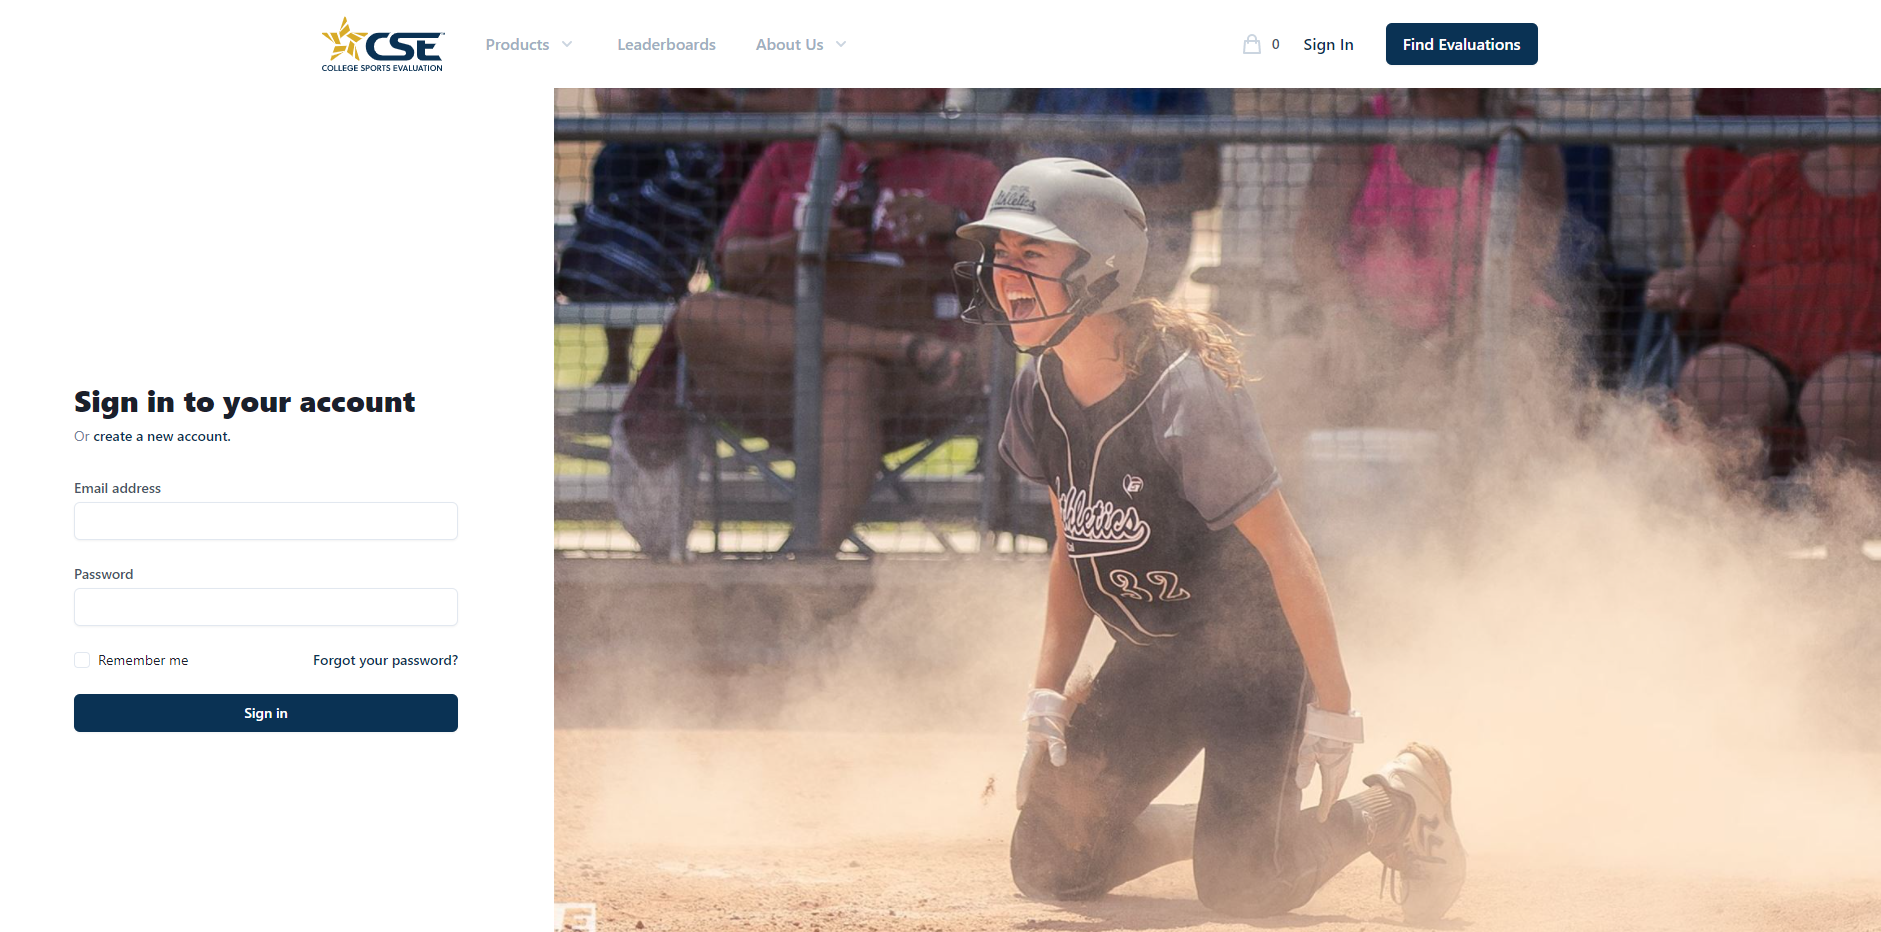 CSE
COLLEGE SPORTS EVALUATION
Products
Leaderboards
About Us
0
Sign In
Find Evaluations
Sign in to your account
Or create a new account.
Email address
Password
Remember me
Forgot your password?
Sign in
Athletics
Athletics
32